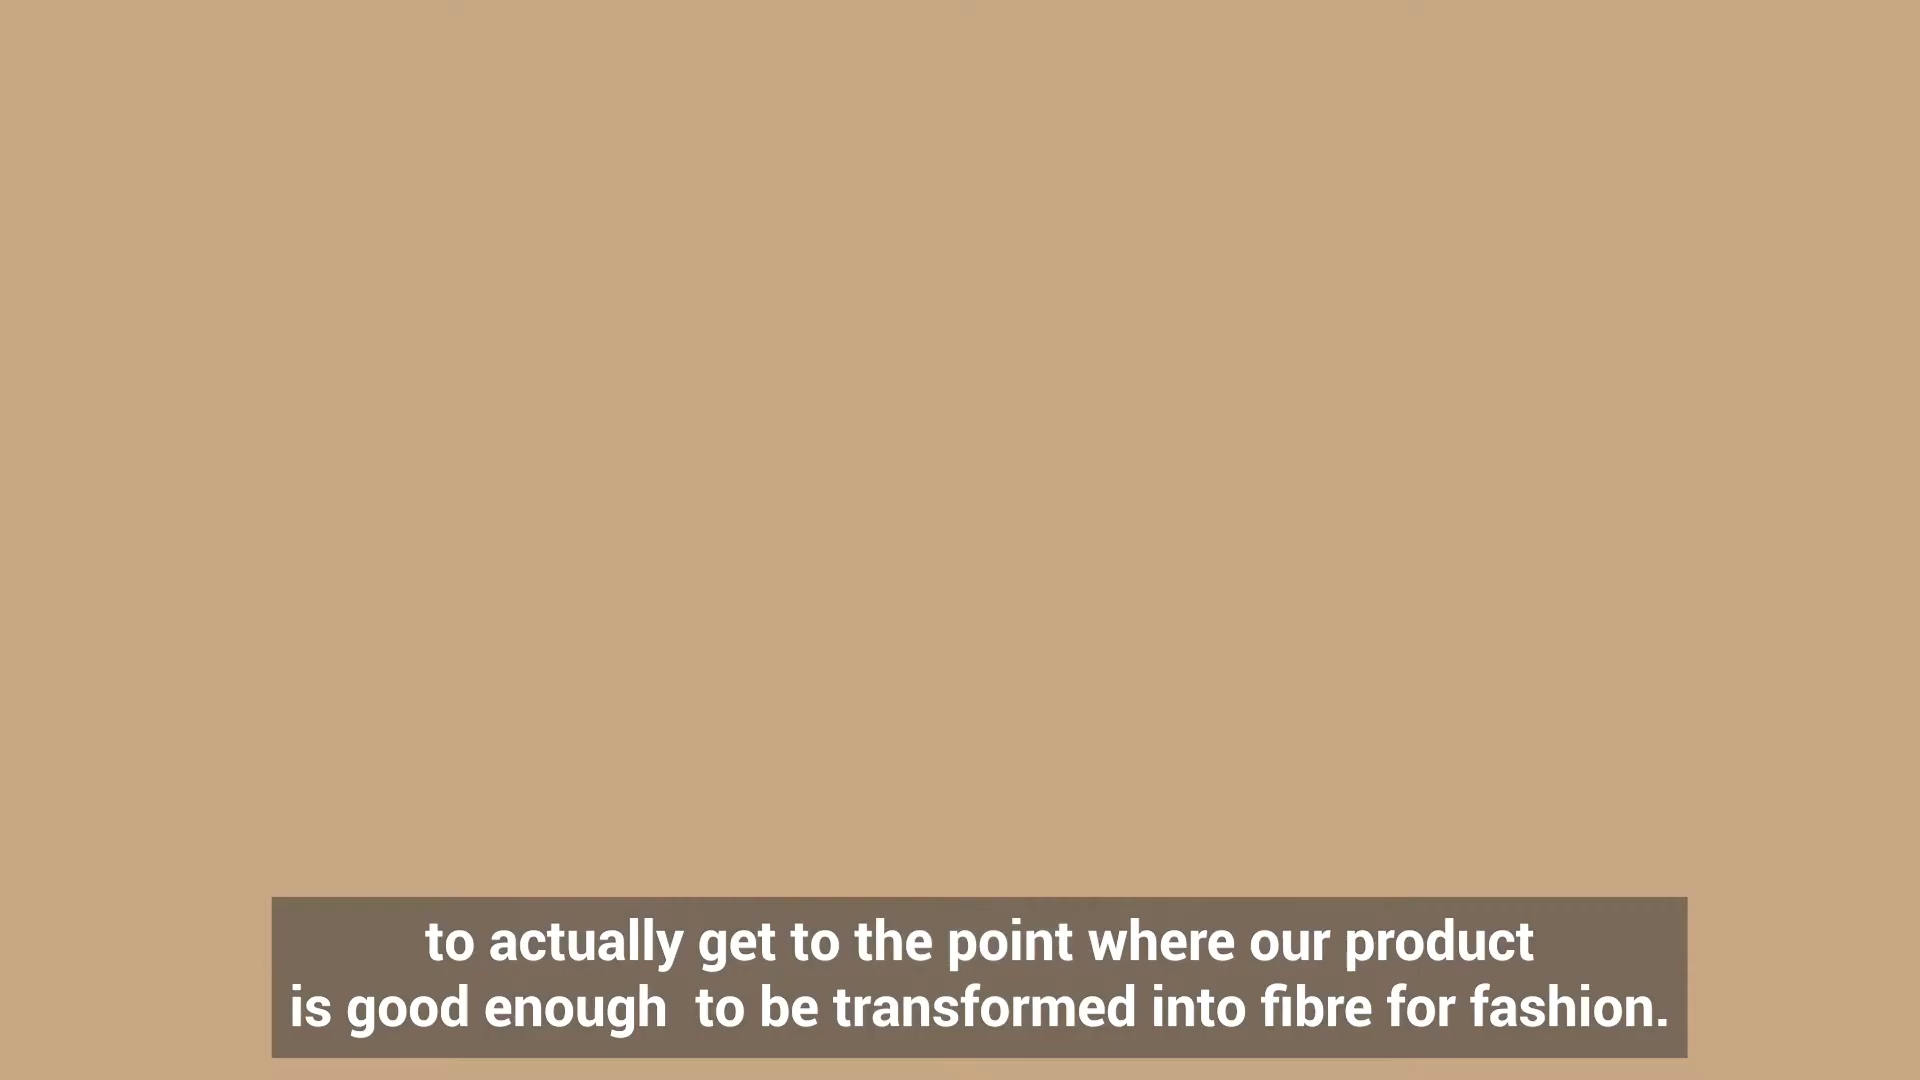 to actually get to the point where our product
is good enough  to be transformed into fibre for fashion.